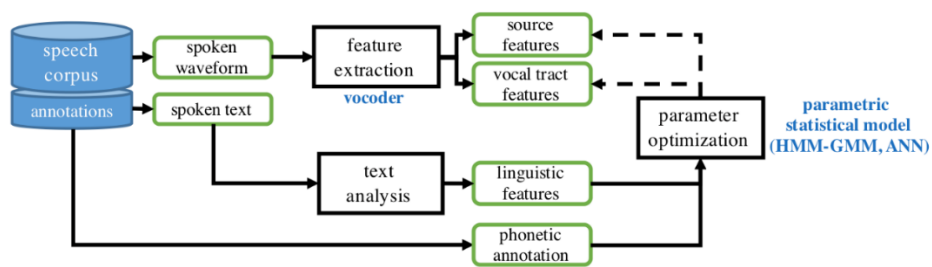 speech
corpus
annotations
spoken
waveform
spoken text
feature
extraction
vocoder
source
features
vocal tract
features
text
analysis
linguistic
features
phonetic
annotation
parameter
optimization
parametric
statistical model
(HMM-GMM, ANN)